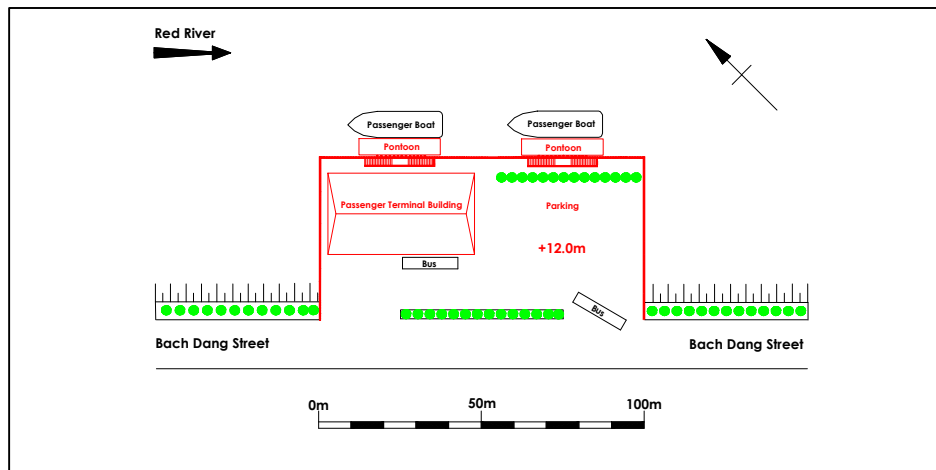 Red River
Passenger Boat
Passenger Boat
Pontoon
Pontoon
Passenger Terminal Building
Parking
+12.0m
Bus
Bus
Bach Dang Street
Bach Dang Street
0m
50m
100m